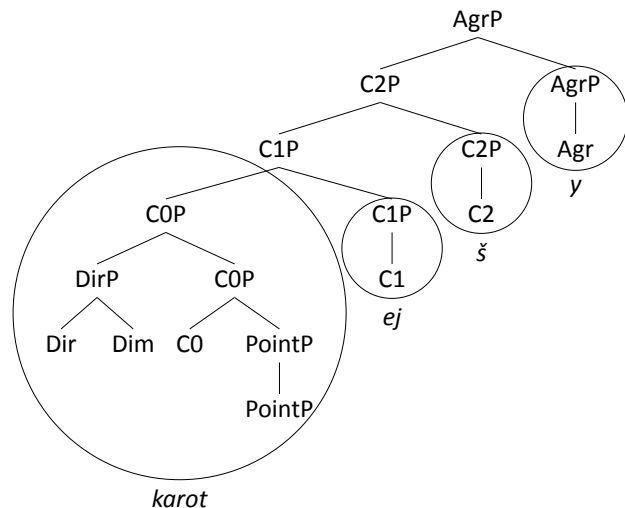 AgrP
C2P AgrP
C1P C2P Agr
y
C0P C1P C2
š
DirP C0P C1
ej
Dir Dim C0 PointP
PointP
karot